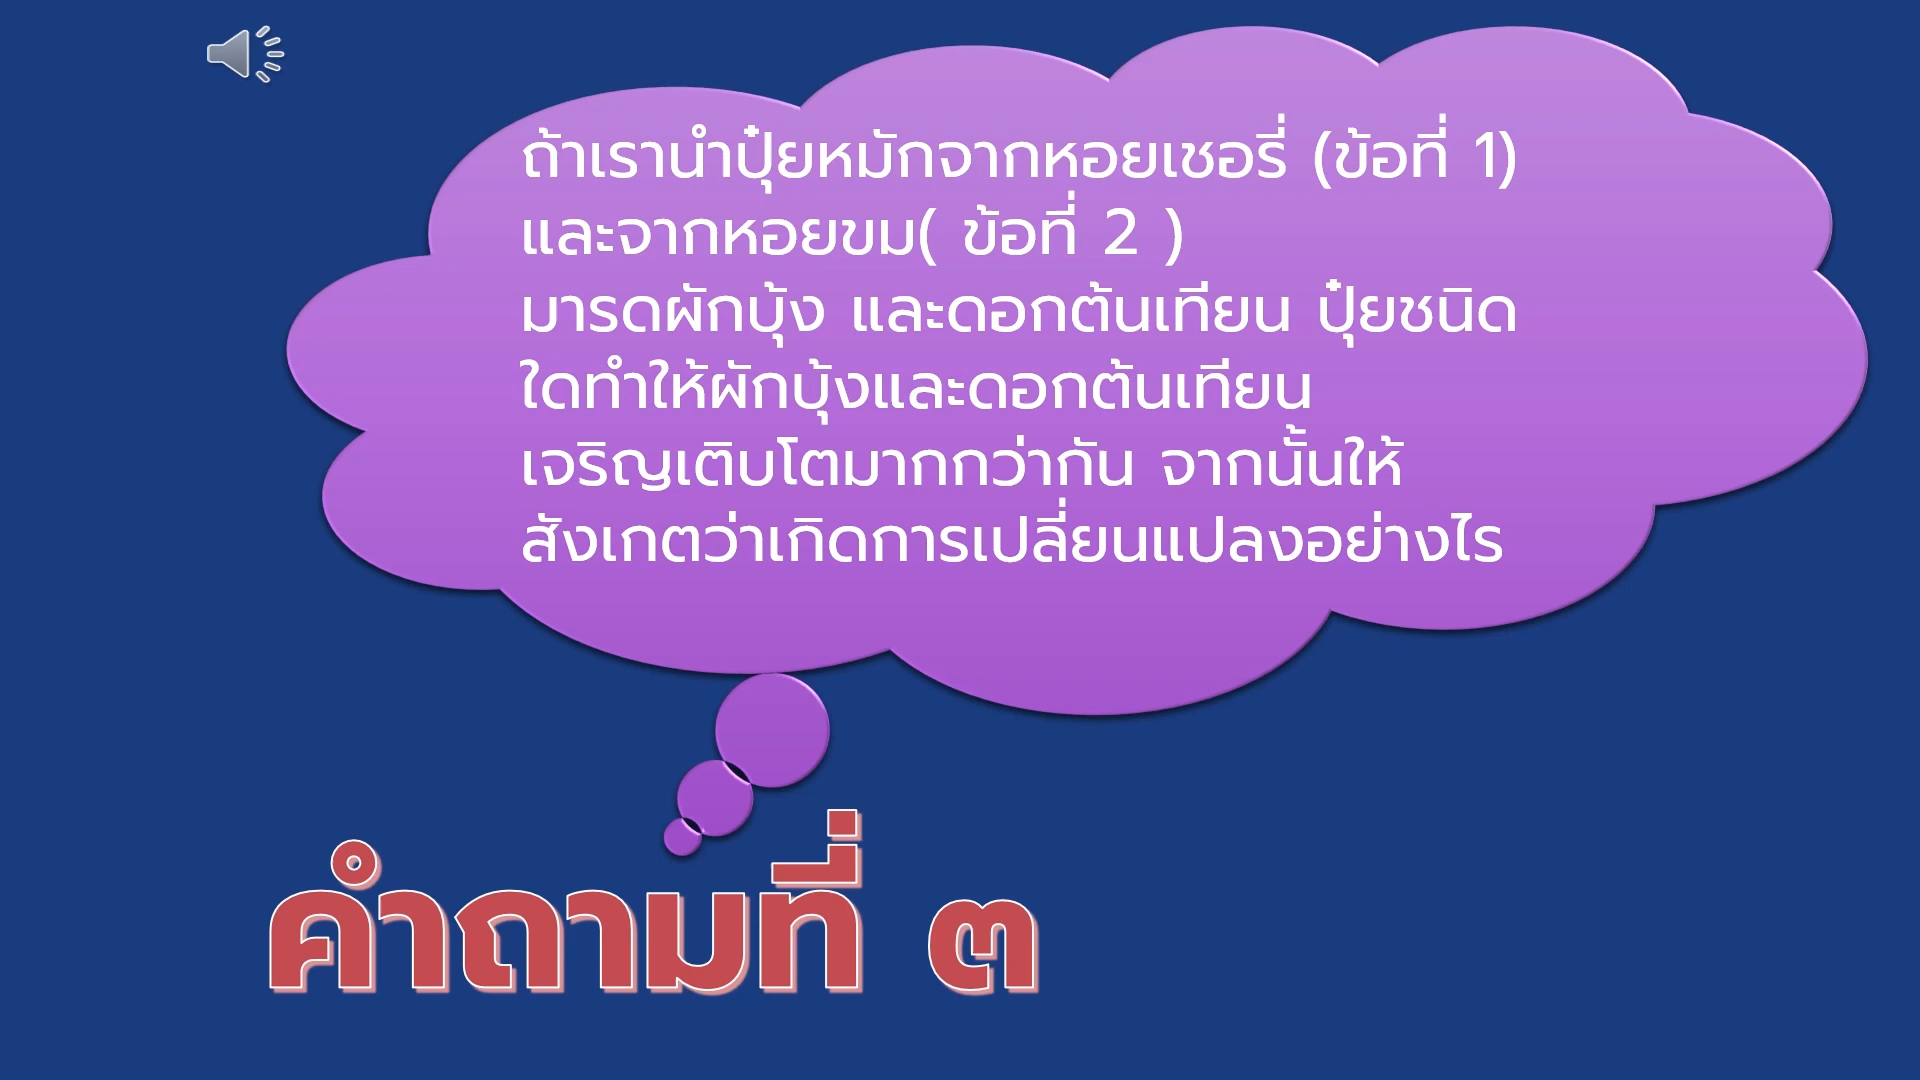 ถ้าเรานำปุ๋ยหมักจากหอยเชอรี่ (ข้อที่ 1)
และจากหอยขม( ข้อที่ 2 )
มารดผักบุ้ง และดอกต้นเทียน ปุ๋ยชนิด
ใดทำให้ผักบุ้งและดอกต้นเทียน
เจริญเติบโตมากกว่ากัน จากนั้นให้
สังเกตว่าเกิดการเปลี่ยนแปลงอย่างไร
คำถามที่ ๓